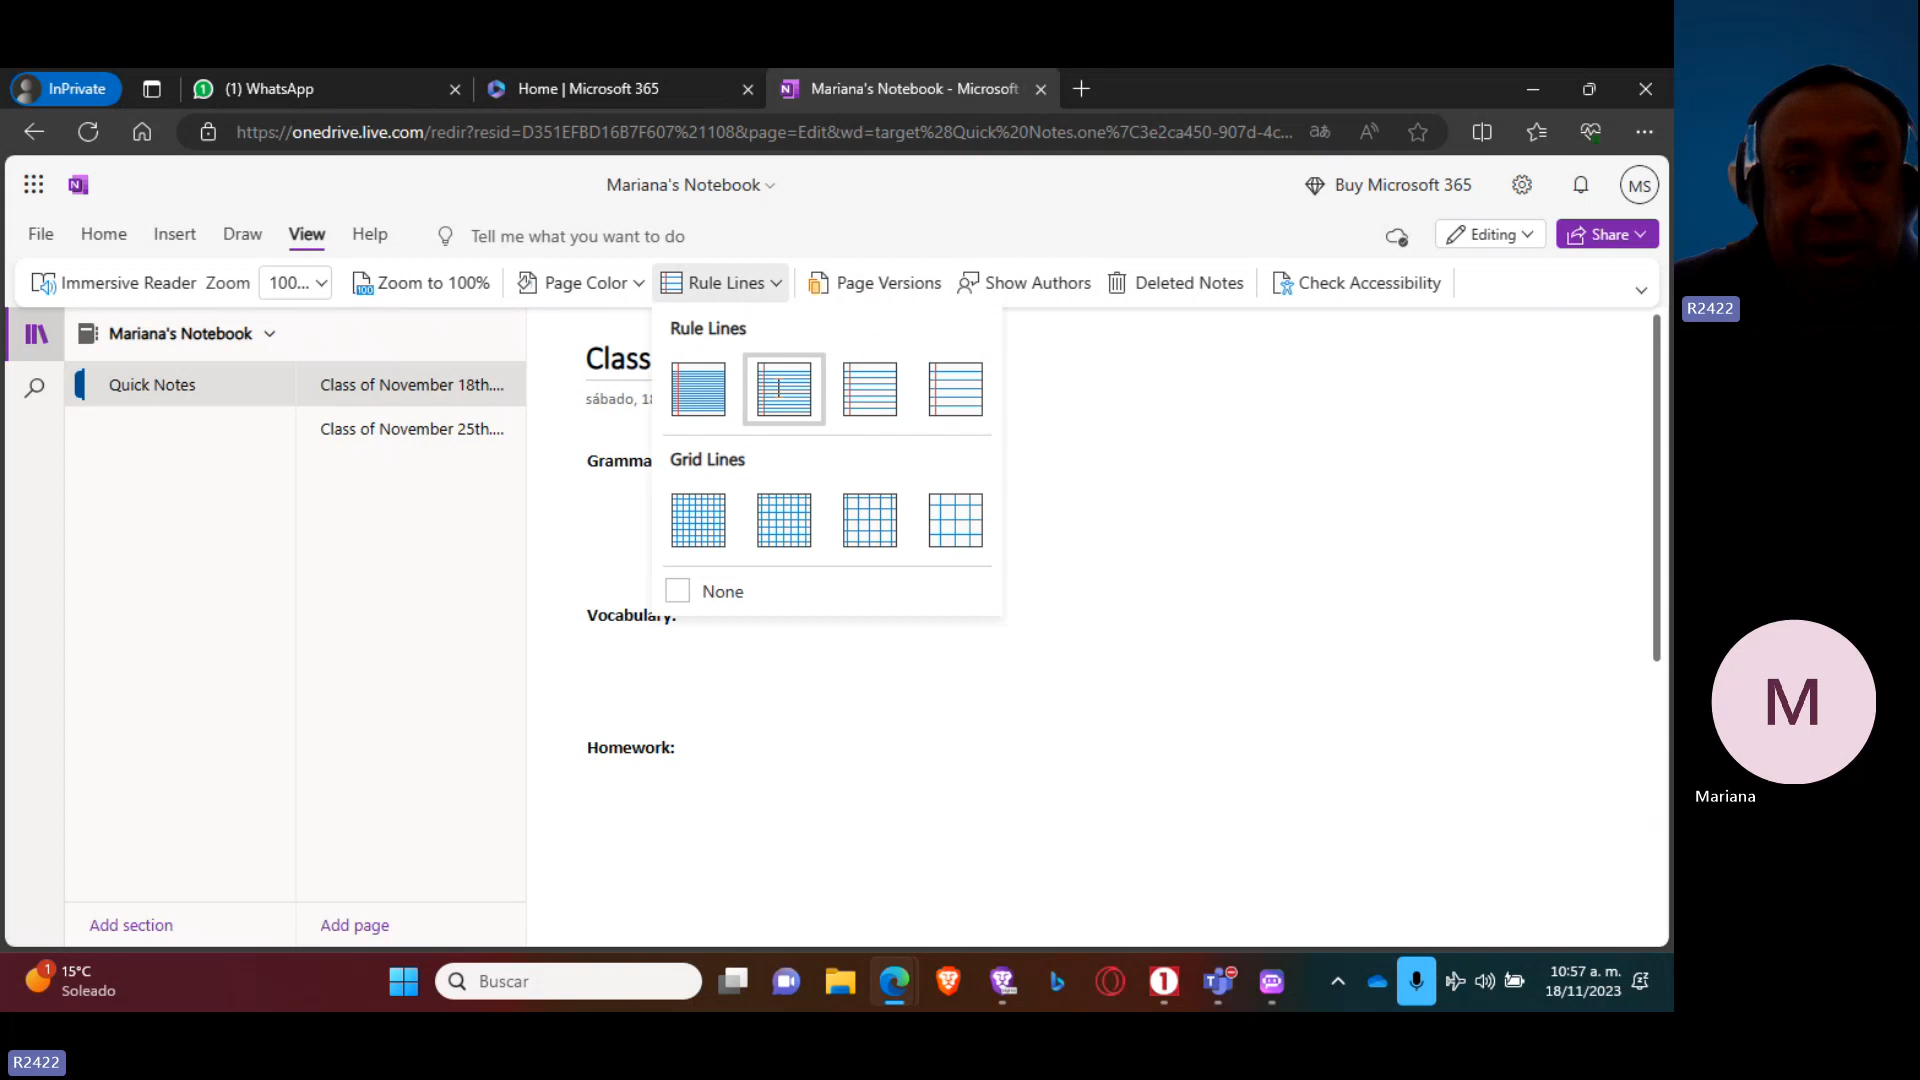 InPrivate
(1) WhatsApp
Home | Microsoft 365
Mariana's Notebook - Microsoft
https://onedrive.live.com/redir?resid=D351EFBD16B7F607%21108&page=Edit&wd=target%28Quick%20Notes.one%7C3e2ca450-907d-4c...
Mariana's Notebook
Buy Microsoft 365
MS
File Home Insert Draw View Help Tell me what you want to do
Editing
Share
Immersive Reader Zoom 100... Zoom to 100% Page Color Rule Lines Page Versions Show Authors Deleted Notes Check Accessibility
Mariana's Notebook
Quick Notes
Class of November 18th....
Class of November 25th....
Class
sábado, 18
Gramma
Vocabulary:
Homework:
Rule Lines
Grid Lines
None
Add section
Add page
R2422
M
Mariana
1
15°C
Soleado
Buscar
10:57 a. m.
18/11/2023
R2422